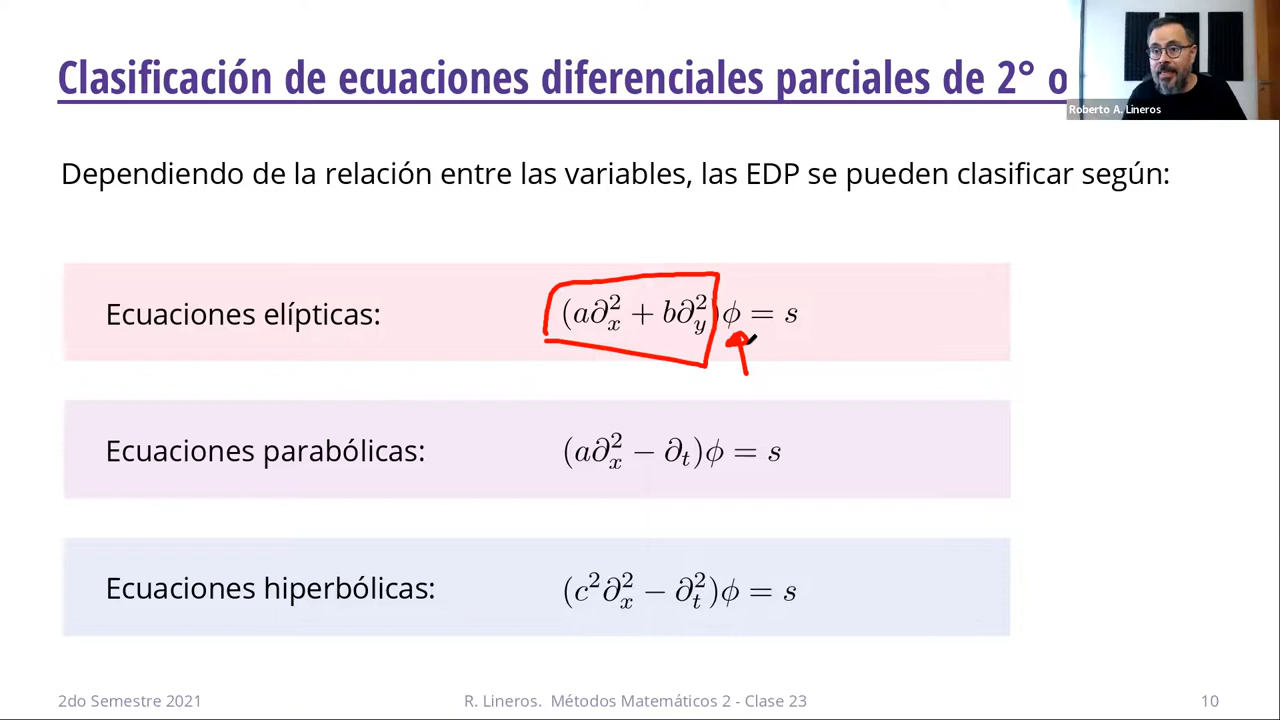 Clasificación de ecuaciones diferenciales parciales de 2° o
Roberto A. Lineros
Dependiendo de la relación entre las variables, las EDP se pueden clasificar según:
Ecuaciones elípticas: (a∂²ₓ + b∂²ᵧ)ϕ = s
Ecuaciones parabólicas: (a∂²ₓ − ∂ₜ)ϕ = s
Ecuaciones hiperbólicas: (c²∂²ₓ − ∂²ₜ)ϕ = s
2do Semestre 2021 R. Lineros. Métodos Matemáticos 2 - Clase 23 10